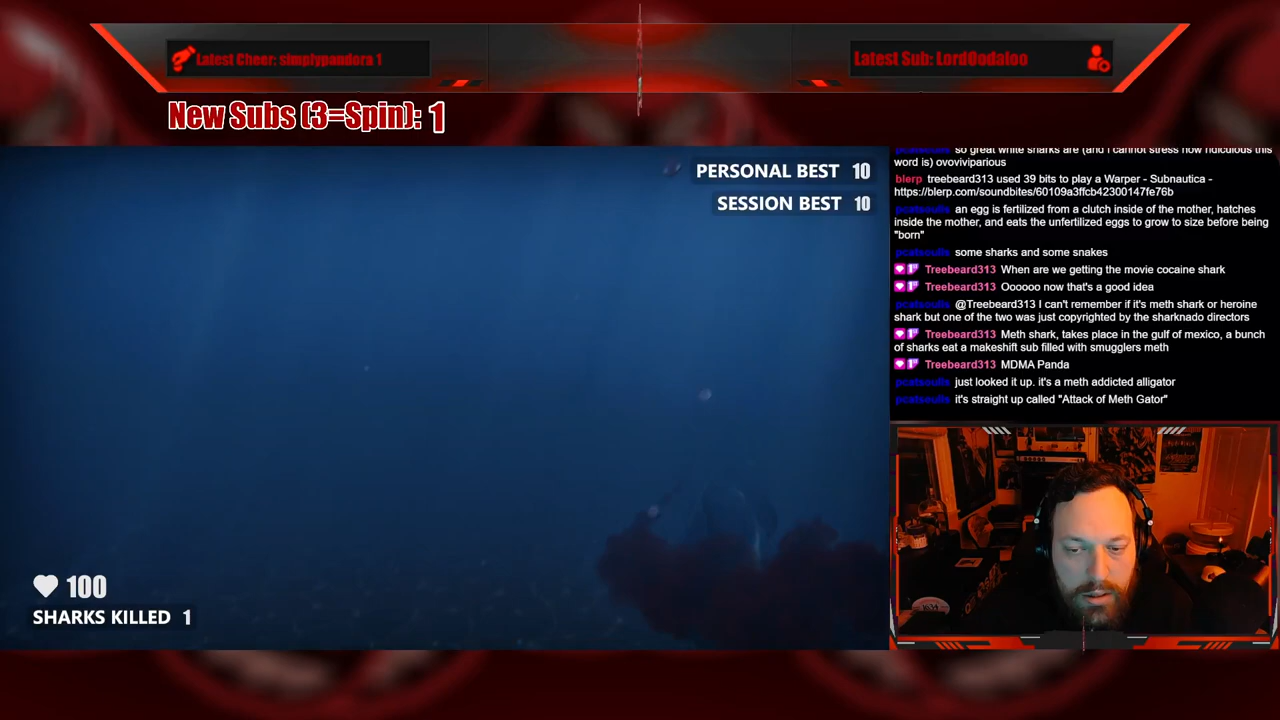 Latest Cheer: simplypandora 1
Latest Sub: LordOodaloo
New Subs (3=Spin): 1
PERSONAL BEST 10
SESSION BEST 10
100
SHARKS KILLED 1
pcatsoulls so great white sharks are (and I cannot stress how ridiculous this
word is) ovoviviparious
blerp treebeard313 used 39 bits to play a Warper - Subnautica -
https://blerp.com/soundbites/60109a3ffcb42300147fe76b
pcatsoulls an egg is fertilized from a clutch inside of the mother, hatches
inside the mother, and eats the unfertilized eggs to grow to size before being
"born"
pcatsoulls some sharks and some snakes
Treebeard313 When are we getting the movie cocaine shark
Treebeard313 Oooooo now that's a good idea
pcatsoulls @Treebeard313 I can't remember if it's meth shark or heroine
shark but one of the two was just copyrighted by the sharknado directors
Treebeard313 Meth shark, takes place in the gulf of mexico, a bunch
of sharks eat a makeshift sub filled with smugglers meth
Treebeard313 MDMA Panda
pcatsoulls just looked it up. it's a meth addicted alligator
pcatsoulls it's straight up called "Attack of Meth Gator"